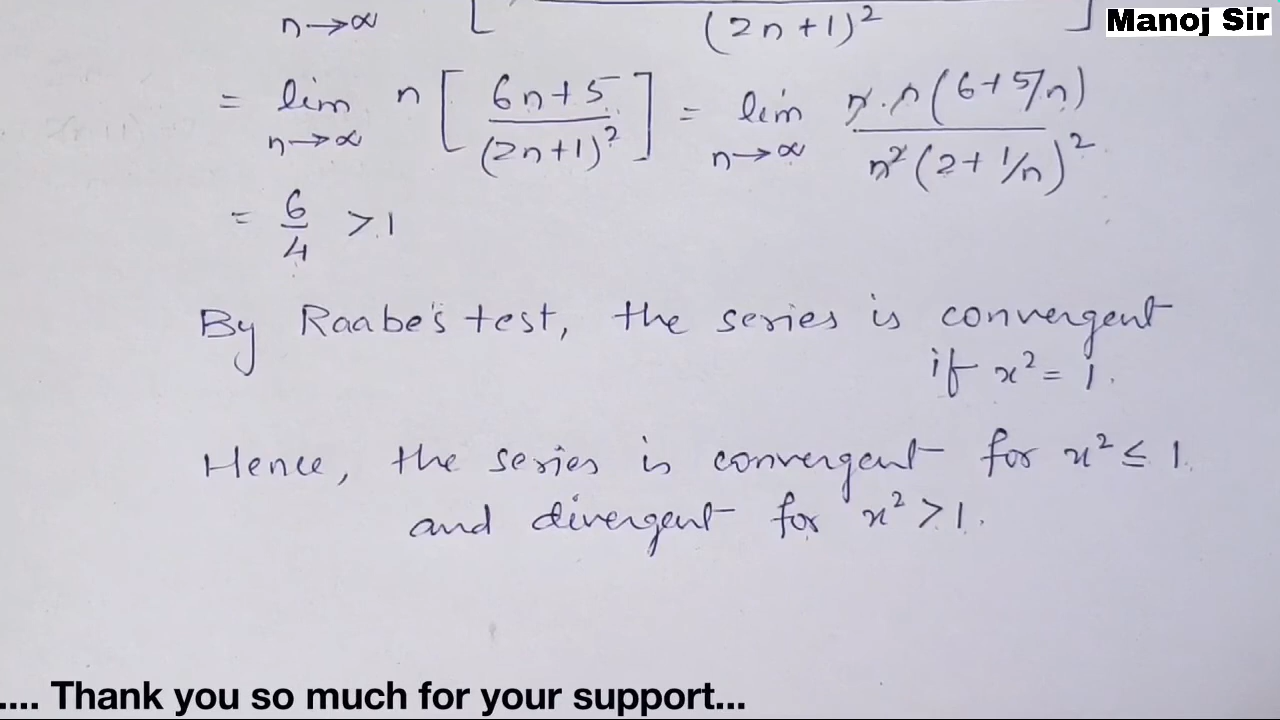 Manoj Sir
n→∞ [ (2n+1)² ]
= lim n→∞ n [ (6n+5)/(2n+1)² ] = lim n→∞ n·n(6+5/n) / n²(2+1/n)²
= 6/4 >1
By Raabe's test, the series is convergent
if x² = 1.
Hence, the series is convergent for x² ≤ 1.
and divergent for x² > 1.
.... Thank you so much for your support...